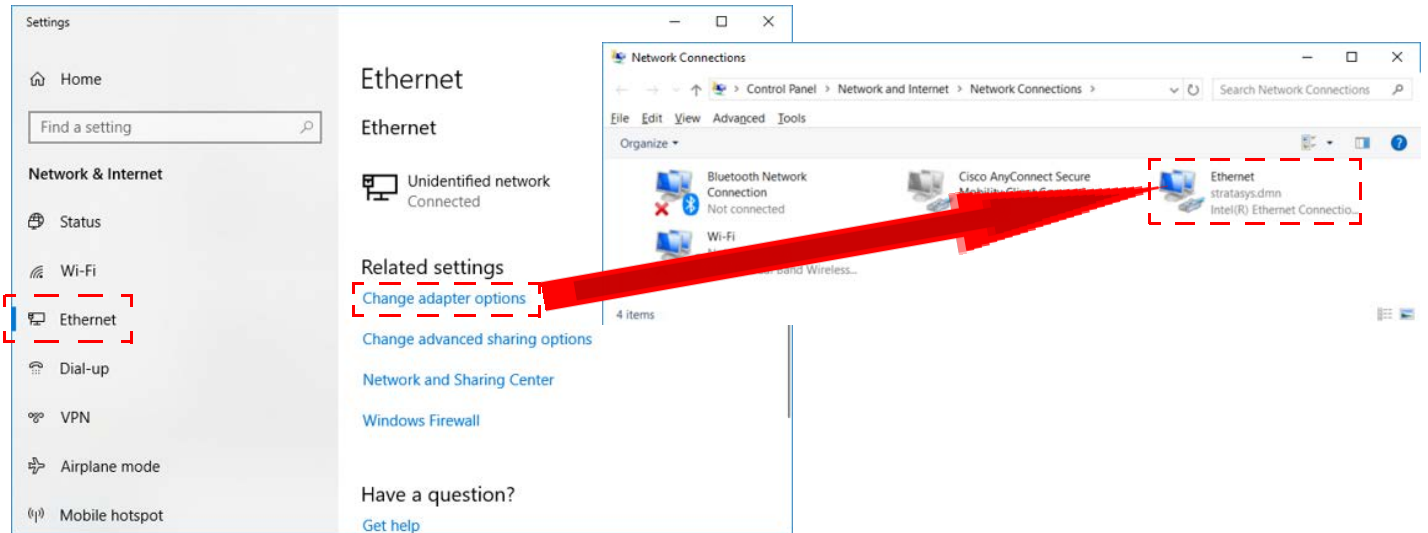 Settings
Home
Find a setting
Network & Internet
Status
Wi-Fi
Ethernet
Dial-up
VPN
Airplane mode
Mobile hotspot
Ethernet
Ethernet
Unidentified network
Connected
Related settings
Change adapter options
Change advanced sharing options
Network and Sharing Center
Windows Firewall
Have a question?
Get help
Network Connections
Control Panel > Network and Internet > Network Connections >
Search Network Connections
File Edit View Advanced Tools
Organize
Bluetooth Network
Connection
Not connected
Cisco AnyConnect Secure
Mobility Client
Ethernet
stratasys.dmn
Intel(R) Ethernet Connectio...
Wi-Fi
Band Wireless...
4 items